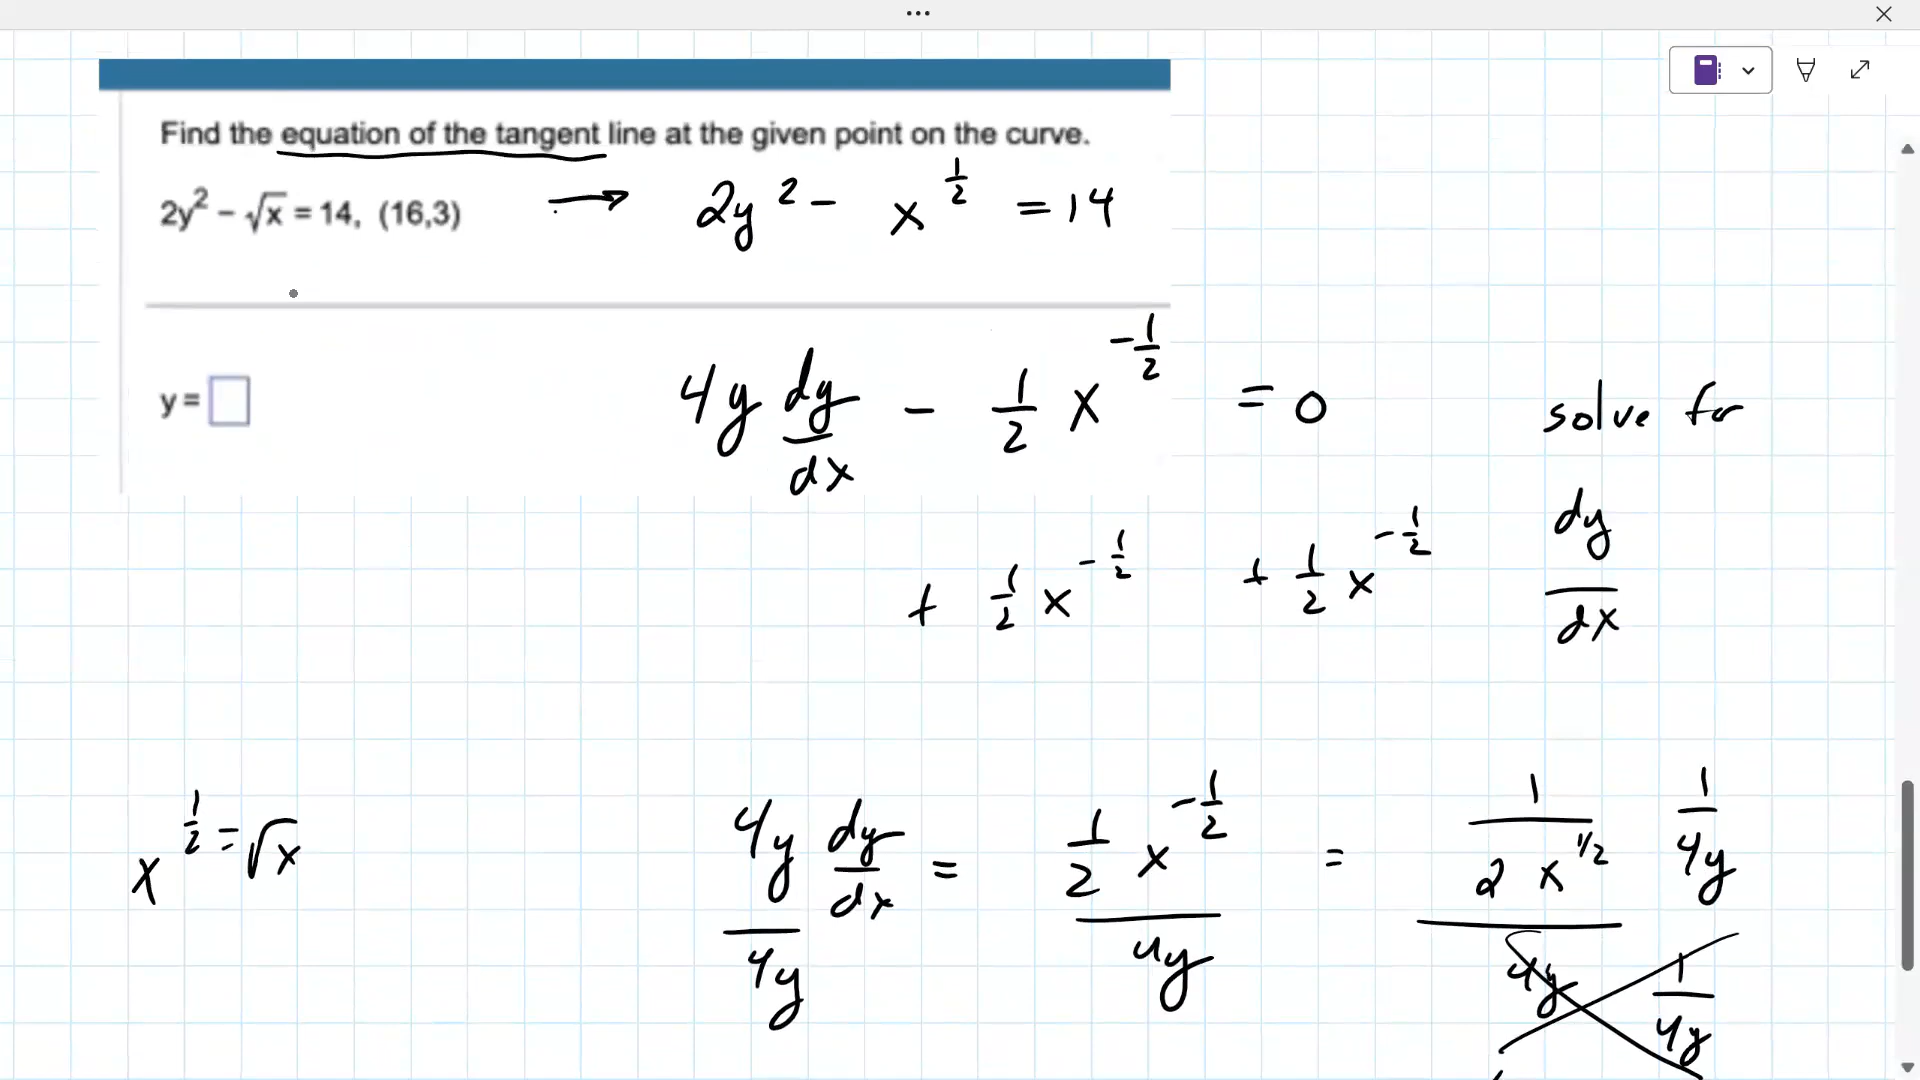 Find the equation of the tangent line at the given point on the curve.
2y² − √x = 14, (16,3) → 2y² − x^(1/2) = 14
y =
4y dy/dx − 1/2 x^(−1/2) = 0 solve for
dy/dx
+ 1/2 x^(−1/2) + 1/2 x^(−1/2)
x^(1/2) = √x
4y dy/dx / 4y = 1/2 x^(−1/2) / 4y = 1/(2 x^(1/2)) 1/4y / 4y 1/4y